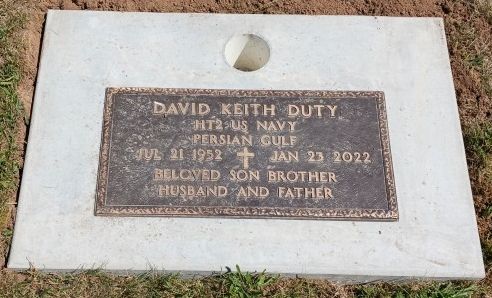 DAVID KEITH DUTY
HT2 US NAVY
PERSIAN GULF
JUL 21 1952 ✝ JAN 23 2022
BELOVED SON BROTHER
HUSBAND AND FATHER